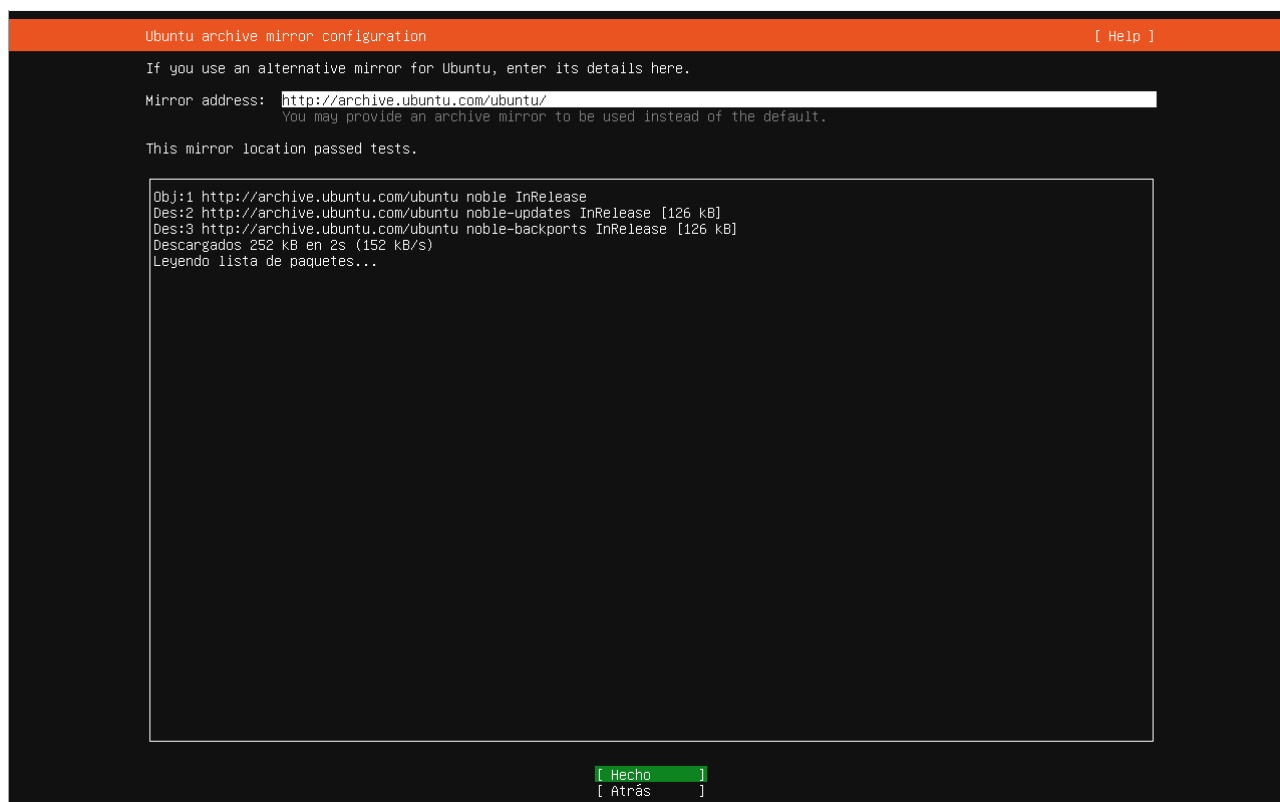 Ubuntu archive mirror configuration [ Help ]
If you use an alternative mirror for Ubuntu, enter its details here.
Mirror address: http://archive.ubuntu.com/ubuntu/
You may provide an archive mirror to be used instead of the default.
This mirror location passed tests.
Obj:1 http://archive.ubuntu.com/ubuntu noble InRelease
Des:2 http://archive.ubuntu.com/ubuntu noble-updates InRelease [126 kB]
Des:3 http://archive.ubuntu.com/ubuntu noble-backports InRelease [126 kB]
Descargados 252 kB en 2s (152 kB/s)
Leyendo lista de paquetes...
[ Hecho ]
[ Atrás ]